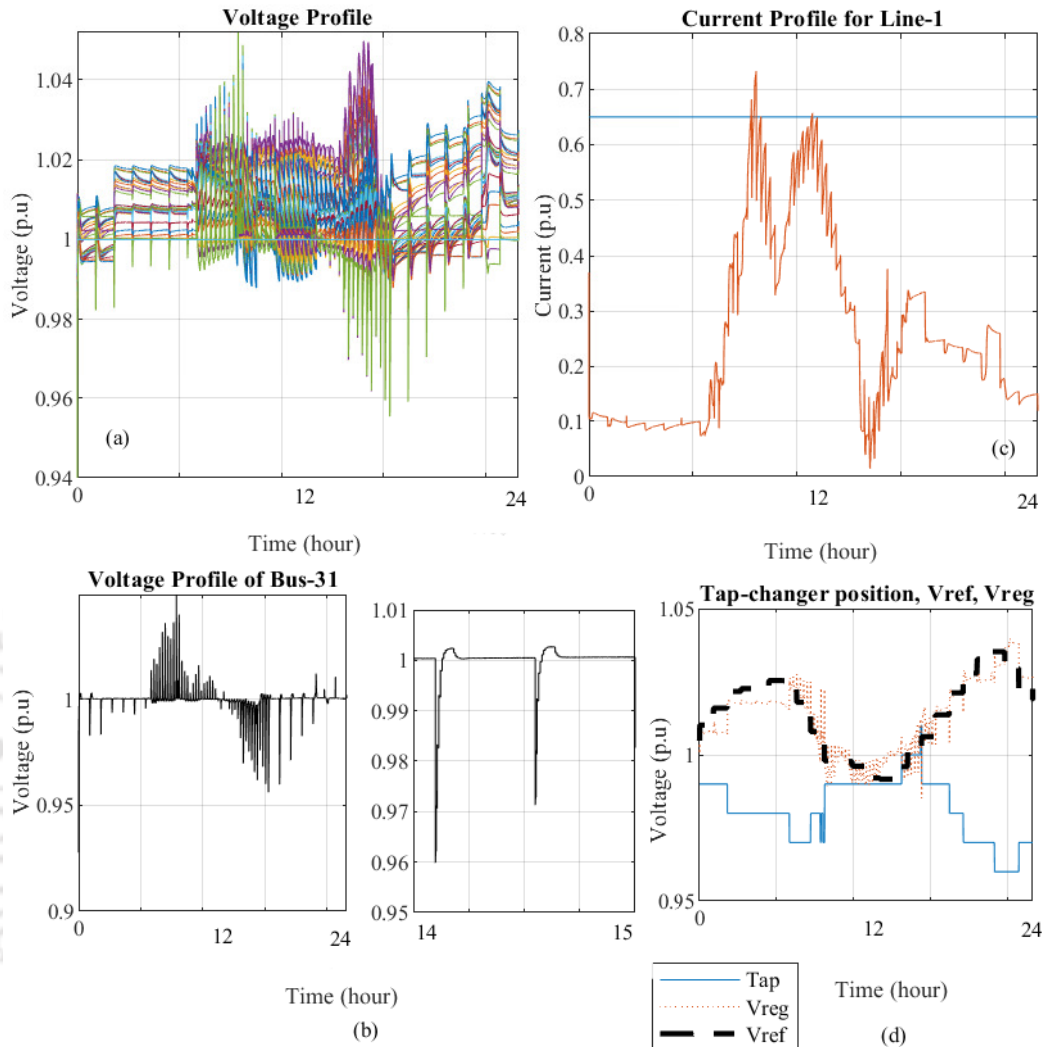 Voltage Profile
1.04
1.02
1
0.98
0.96
0.94
Voltage (p.u)
(a)
0
12
24
Time (hour)
Current Profile for Line-1
0.8
0.7
0.6
0.5
0.4
0.3
0.2
0.1
0
Current (p.u)
(c)
0
12
24
Time (hour)
Voltage Profile of Bus-31
1
0.95
0.9
Voltage (p.u)
0
12
24
1.01
1
0.99
0.98
0.97
0.96
0.95
14
15
Time (hour)
(b)
Tap-changer position, Vref, Vreg
1.05
1
0.95
Voltage (p.u)
0
12
24
Time (hour)
Tap
Vreg
Vref
(d)